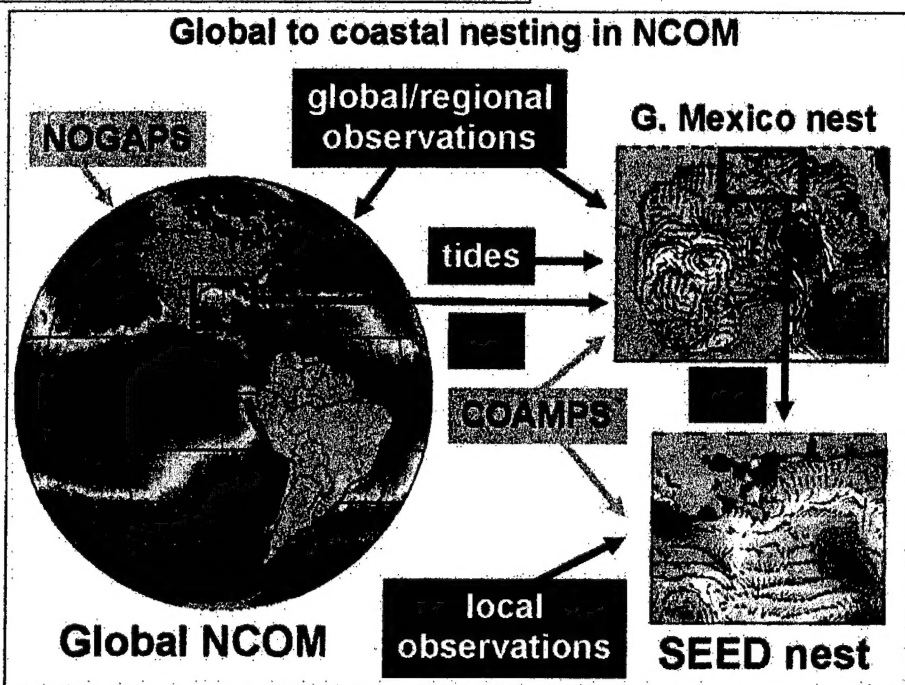 Global to coastal nesting in NCOM
NOGAPS
global/regional
observations
G. Mexico nest
tides
COAMPS
local
observations
Global NCOM
SEED nest